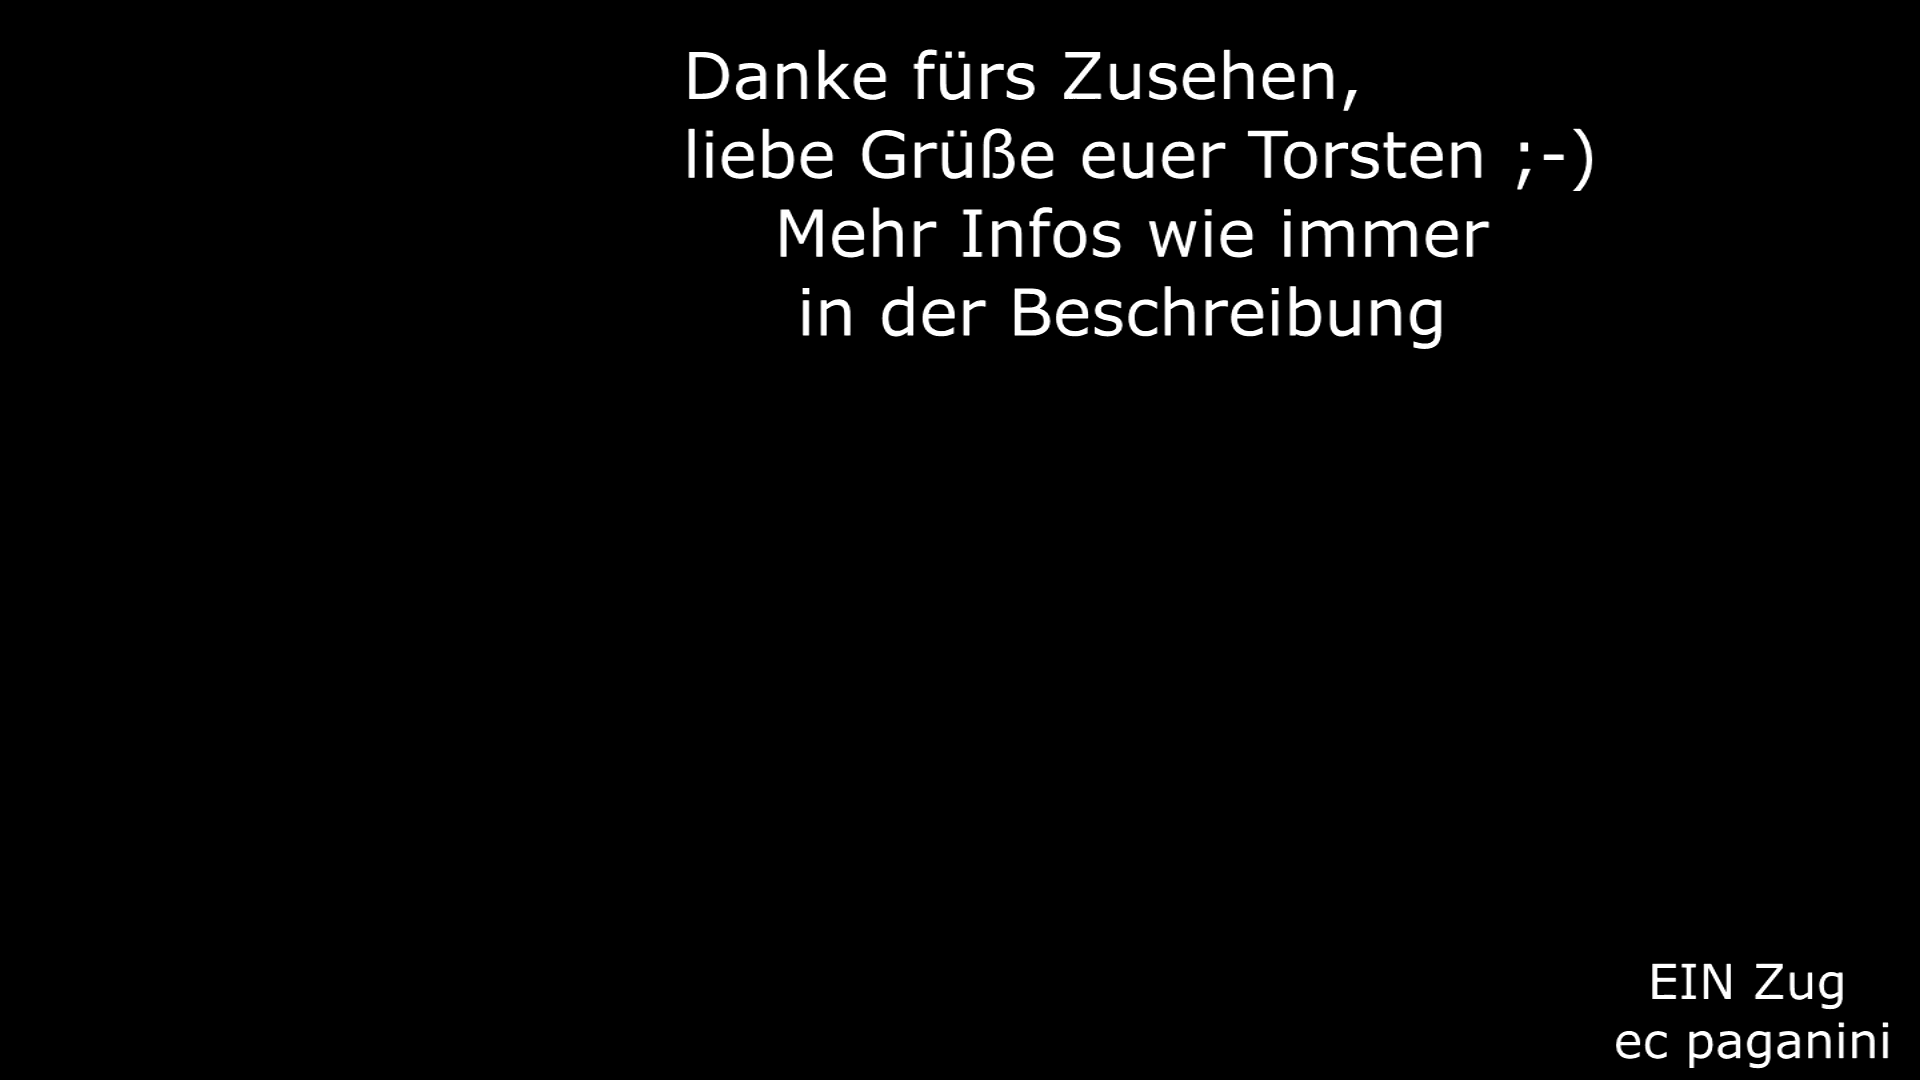 Danke fürs Zusehen,
liebe Grüße euer Torsten ;-)
Mehr Infos wie immer
in der Beschreibung
EIN Zug
ec paganini